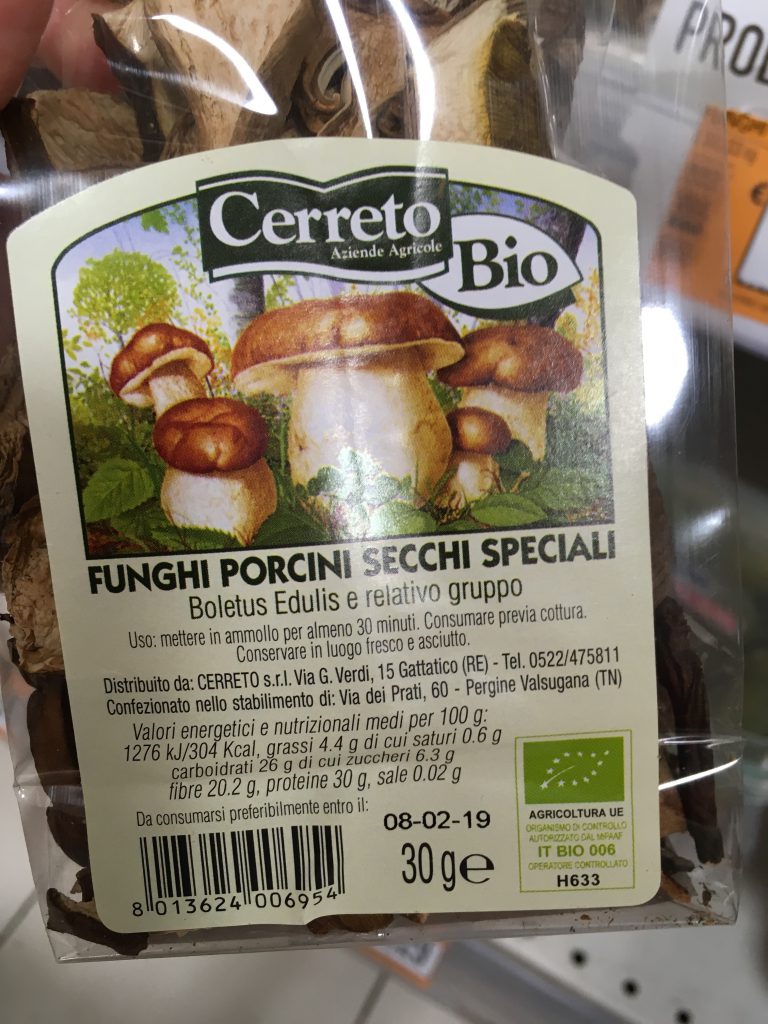 Cerreto
Aziende Agricole
Bio
FUNGHI PORCINI SECCHI SPECIALI
Boletus Edulis e relativo gruppo
Uso: mettere in ammollo per almeno 30 minuti. Consumare previa cottura.
Conservare in luogo fresco e asciutto.
Distribuito da: CERRETO s.r.l. Via G. Verdi, 15 Gattatico (RE) - Tel. 0522/475811
Confezionato nello stabilimento di: Via dei Prati, 60 - Pergine Valsugana (TN)
Valori energetici e nutrizionali medi per 100 g:
1276 kJ/304 Kcal, grassi 4.4 g di cui saturi 0.6 g
carboidrati 26 g di cui zuccheri 6.3 g
fibre 20.2 g, proteine 30 g, sale 0.02 g
Da consumarsi preferibilmente entro il:
08-02-19
30 g e
8 013624 006954
AGRICOLTURA UE
ORGANISMO DI CONTROLLO
AUTORIZZATO DAL MIPAAF
IT BIO 006
OPERATORE CONTROLLATO
H633